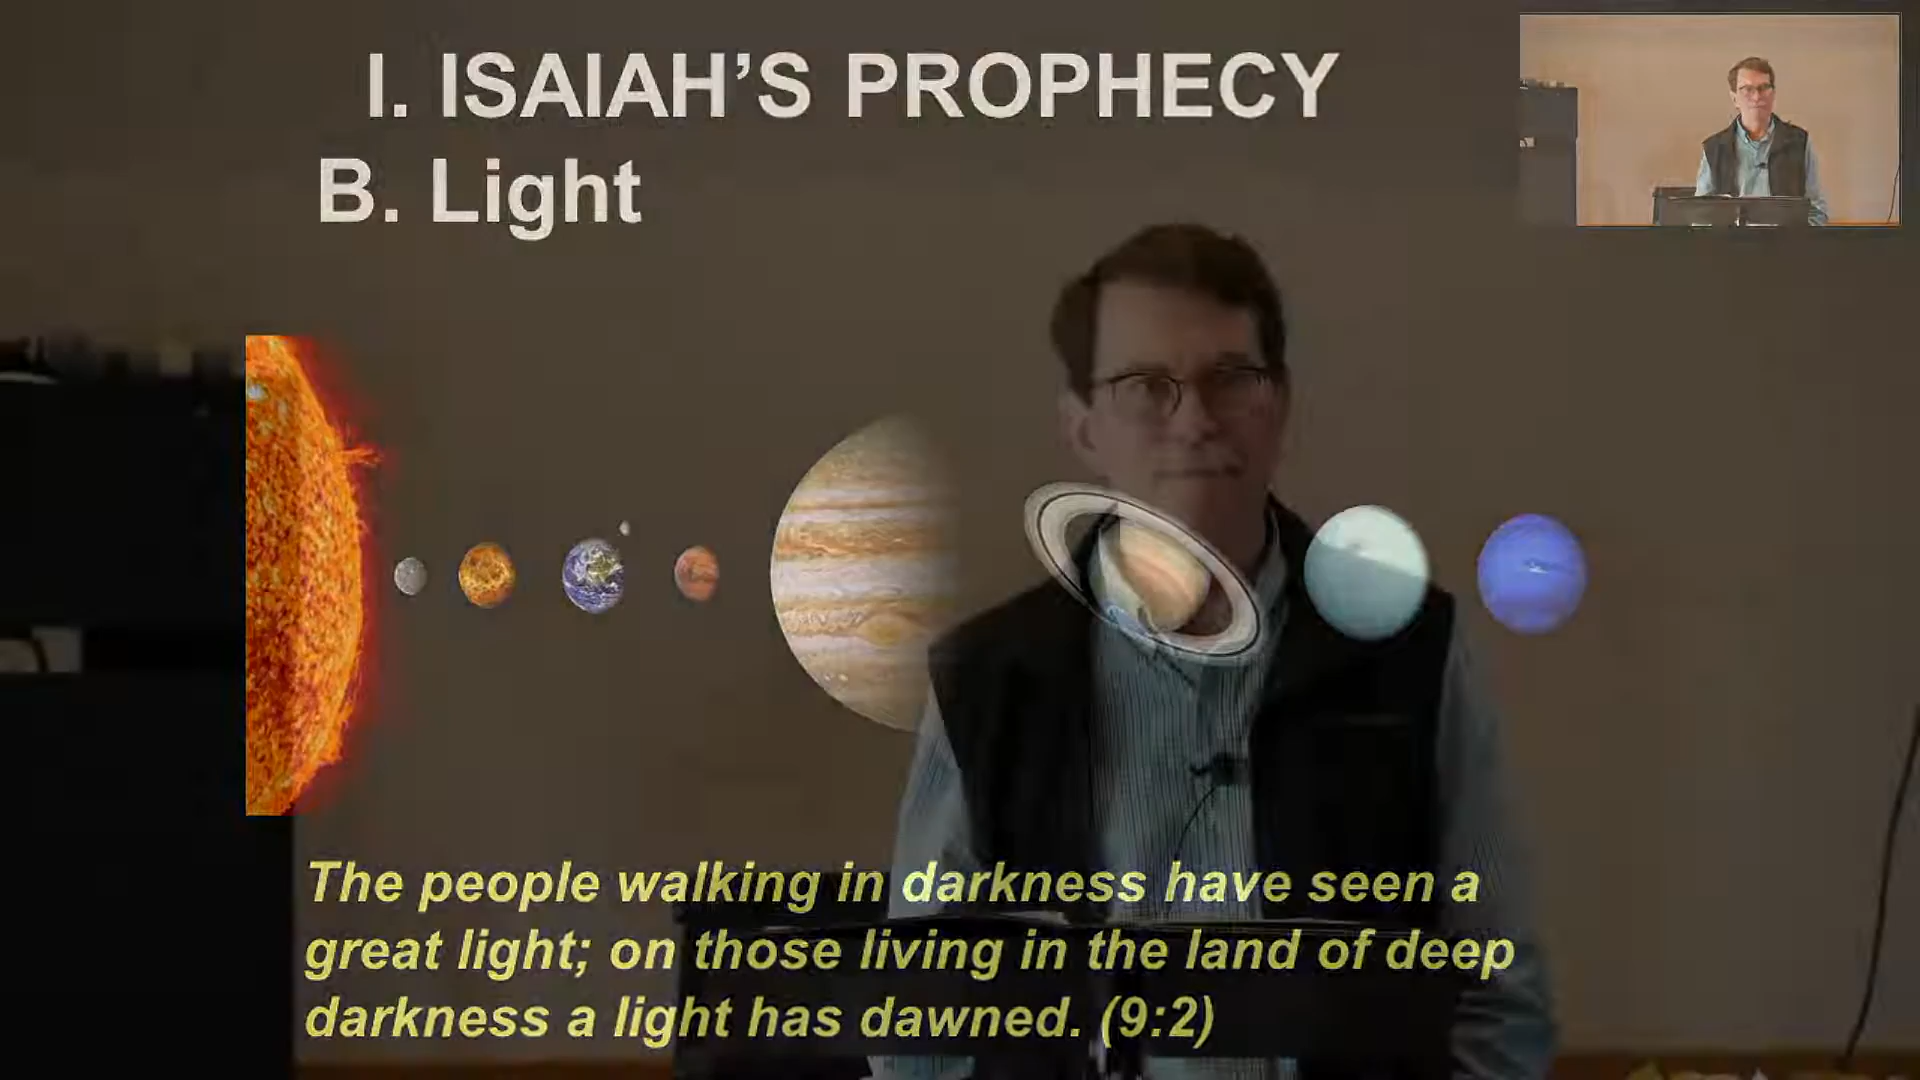 I. ISAIAH’S PROPHECY
B. Light
The people walking in darkness have seen a
great light; on those living in the land of deep
darkness a light has dawned. (9:2)